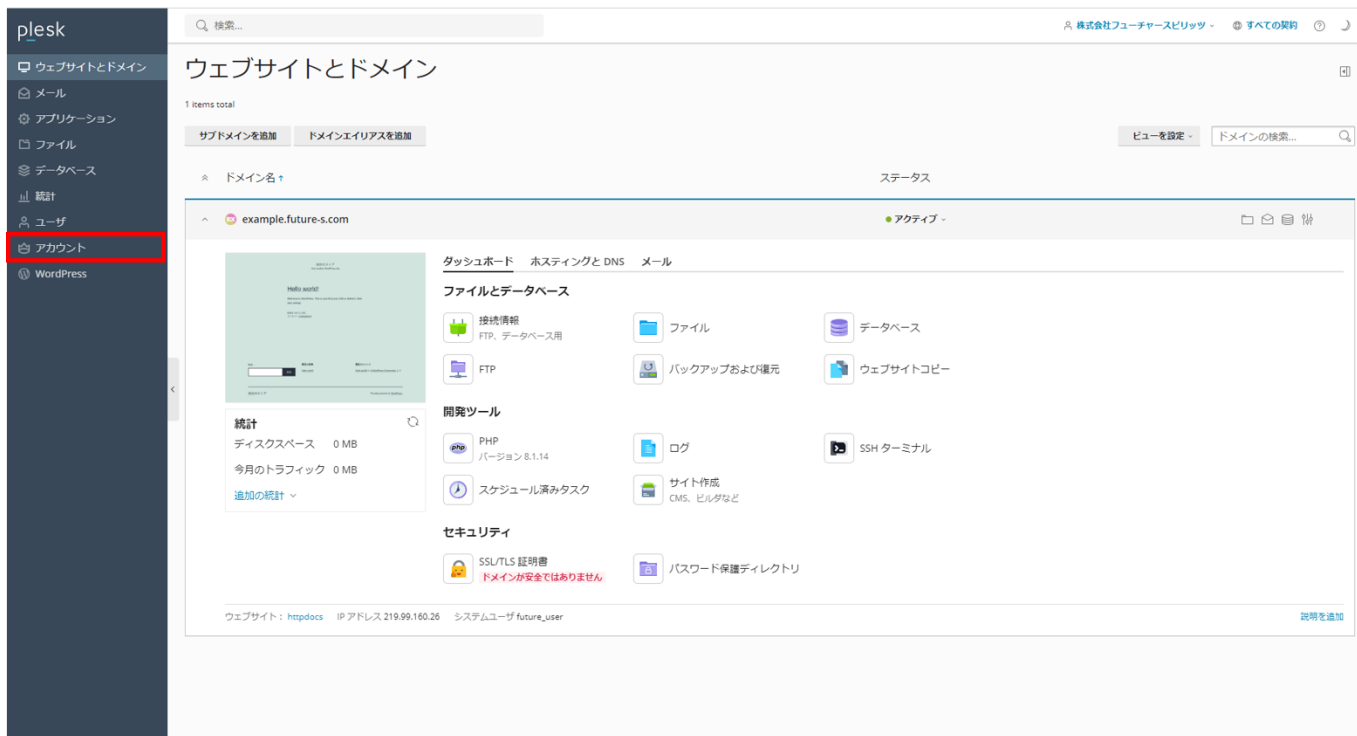 plesk
検索...
株式会社フューチャースピリッツ
すべての契約
ウェブサイトとドメイン
メール
アプリケーション
ファイル
データベース
統計
ユーザ
アカウント
WordPress
ウェブサイトとドメイン
1 items total
サブドメインを追加 ドメインエイリアスを追加
ビューを設定 ドメインの検索...
ドメイン名↑ ステータス
example.future-s.com アクティブ
Hello world!
ダッシュボード ホスティングと DNS メール
ファイルとデータベース
接続情報
FTP、データベース用
ファイル
データベース
FTP
バックアップおよび復元
ウェブサイトコピー
統計
ディスクスペース 0 MB
今月のトラフィック 0 MB
追加の統計
開発ツール
PHP
バージョン 8.1.14
ログ
SSH ターミナル
スケジュール済みタスク
サイト作成
CMS、ビルダなど
セキュリティ
SSL/TLS 証明書
ドメインが安全ではありません
パスワード保護ディレクトリ
ウェブサイト: httpdocs IP アドレス 219.99.160.26 システムユーザ future_user
説明を追加